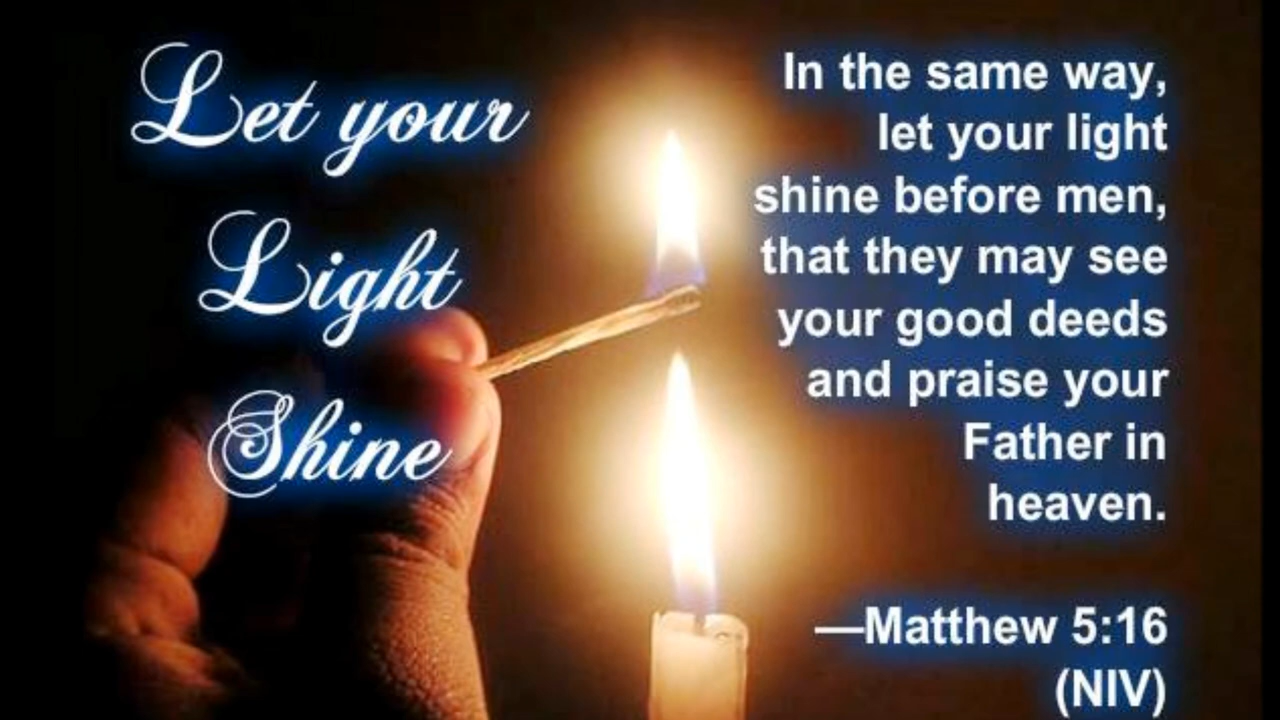 Let your
Light
Shine
In the same way,
let your light
shine before men,
that they may see
your good deeds
and praise your
Father in
heaven.
—Matthew 5:16
(NIV)